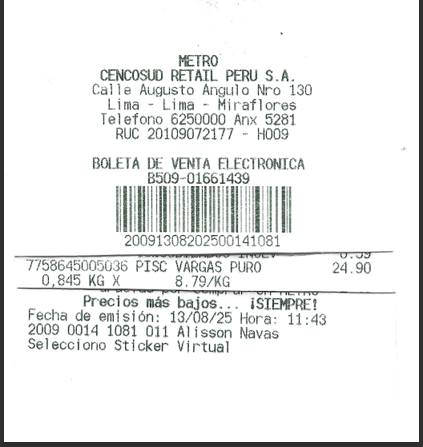 METRO
CENCOSUD RETAIL PERU S.A.
Calle Augusto Angulo Nro 130
Lima - Lima - Miraflores
Telefono 6250000 Anx 5281
RUC 20109072177 - H009
BOLETA DE VENTA ELECTRONICA
B509-01661439
20091308202500141081
7758645005036 PISC VARGAS PURO 24.90
0,845 KG X 8.79/KG
Precios más bajos... ¡SIEMPRE!
Fecha de emisión: 13/08/25 Hora: 11:43
2009 0014 1081 011 Alisson Navas
Selecciono Sticker Virtual